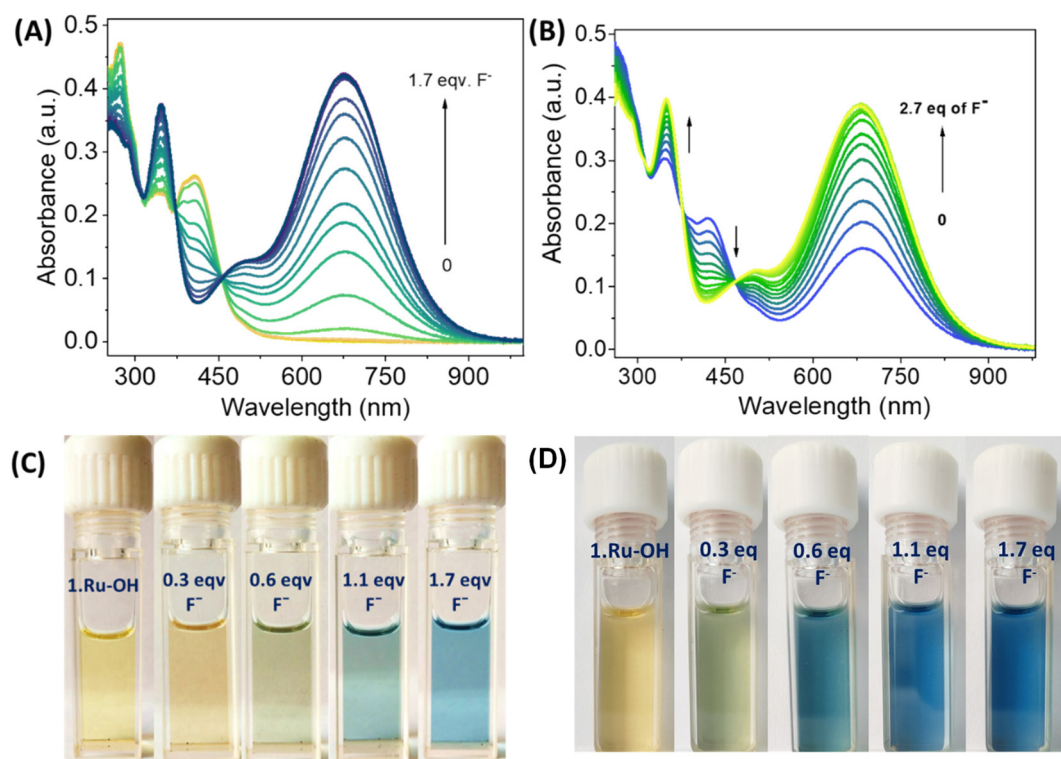 (A)
0.5
0.4
0.3
0.2
0.1
0.0
Absorbance (a.u.)
1.7 eqv. F⁻
0
300
450
600
750
900
Wavelength (nm)
(B)
0.5
0.4
0.3
0.2
0.1
0.0
Absorbance (a.u.)
2.7 eq of F⁻
0
300
450
600
750
900
Wavelength (nm)
(C)
1.Ru-OH
0.3 eqv
F⁻
0.6 eqv
F⁻
1.1 eqv
F⁻
1.7 eqv
F⁻
(D)
1.Ru-OH
0.3 eq
F⁻
0.6 eq
F⁻
1.1 eq
F⁻
1.7 eq
F⁻